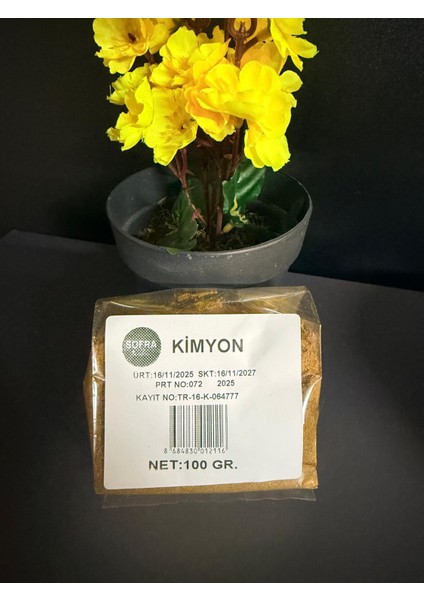 SOFRA
KİMYON
ÜRT:16/11/2025 SKT:16/11/2027
PRT NO:072 2025
KAYIT NO:TR-16-K-064777
8 684830 012116
NET:100 GR.